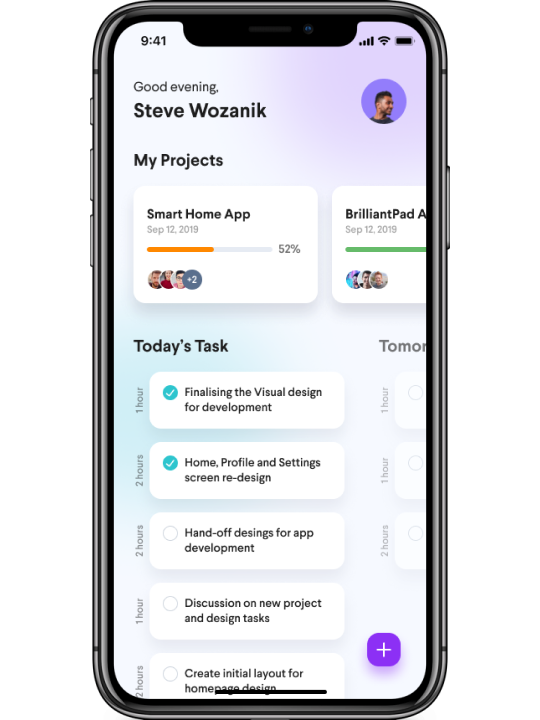 9:41
Good evening,
Steve Wozanik
My Projects
Smart Home App
Sep 12, 2019
52%
+2
BrilliantPad A
Sep 12, 2019
Today's Task
Tomor
1 hour
Finalising the Visual design
for development
1 hour
2 hours
Home, Profile and Settings
screen re-design
1 hour
2 hours
Hand-off desings for app
development
2 hours
1 hour
Discussion on new project
and design tasks
2 hours
Create initial layout for
homepage design